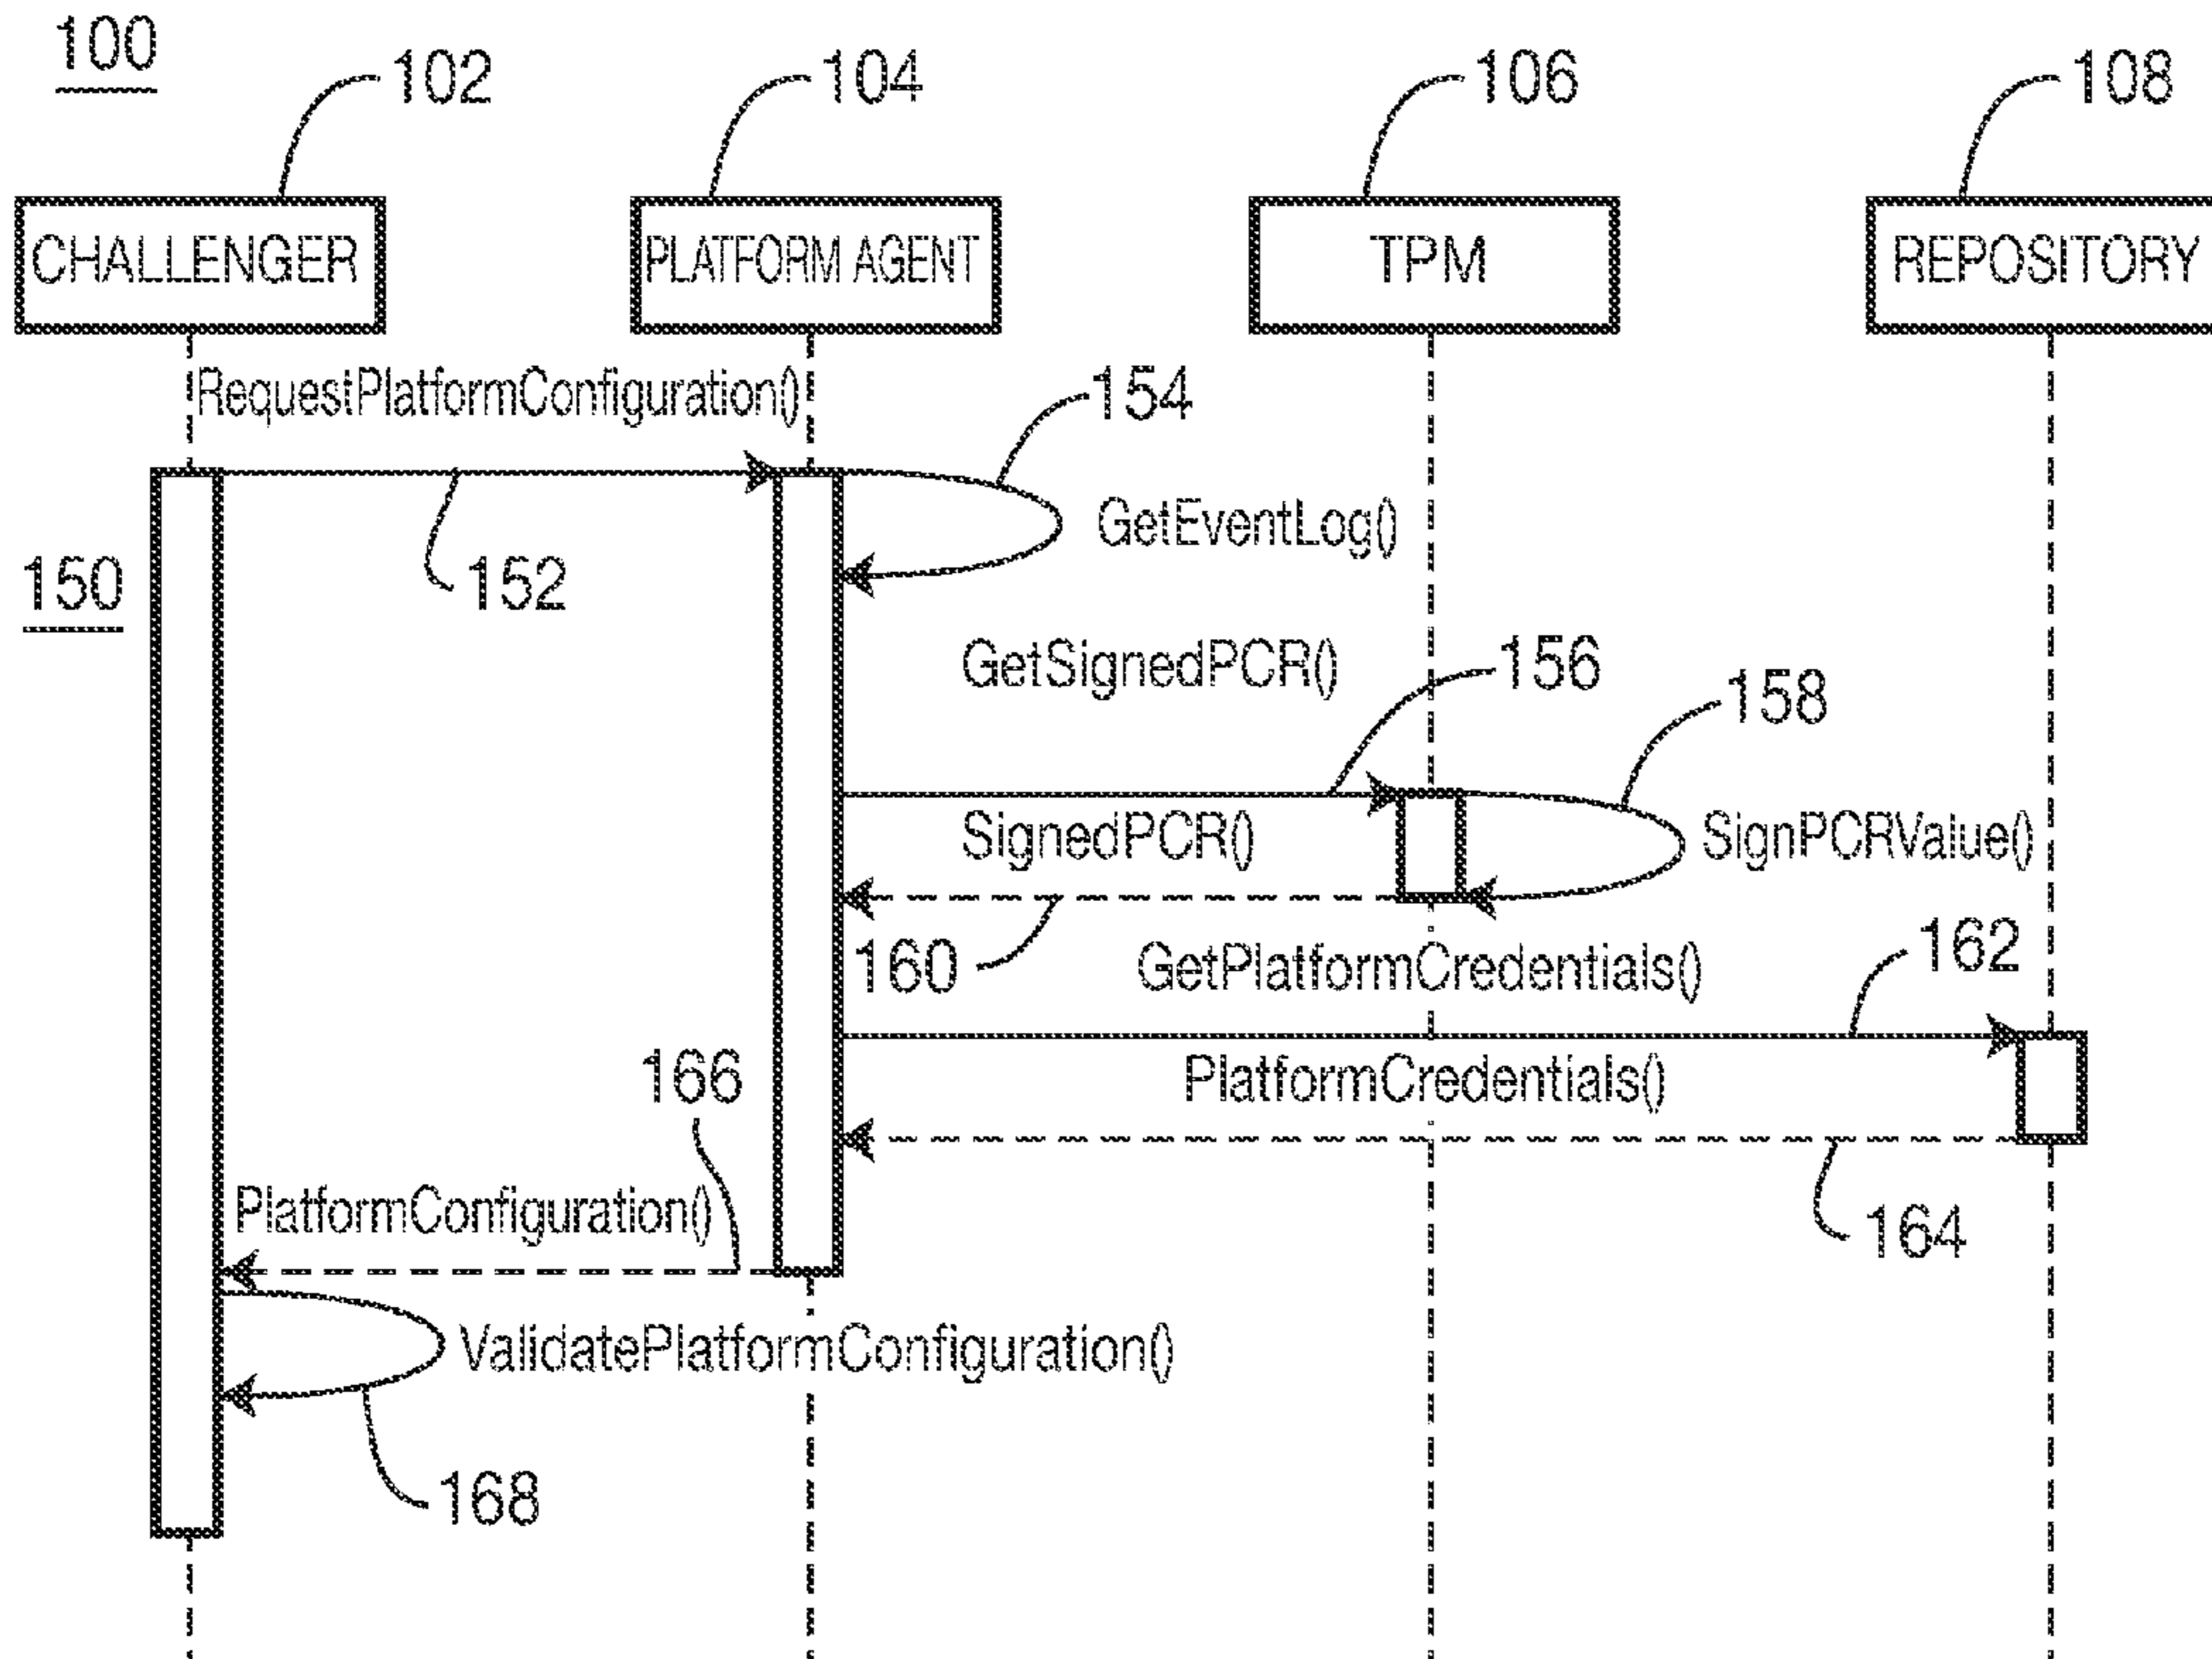 100
102
104
106
108
CHALLENGER
PLATFORM AGENT
TPM
REPOSITORY
RequestPlatformConfiguration()
154
GetEventLog()
150
152
GetSignedPCR()
156
158
SignedPCR()
SignPCRValue()
160
GetPlatformCredentials()
162
166
PlatformCredentials()
PlatformConfiguration()
164
ValidatePlatformConfiguration()
168